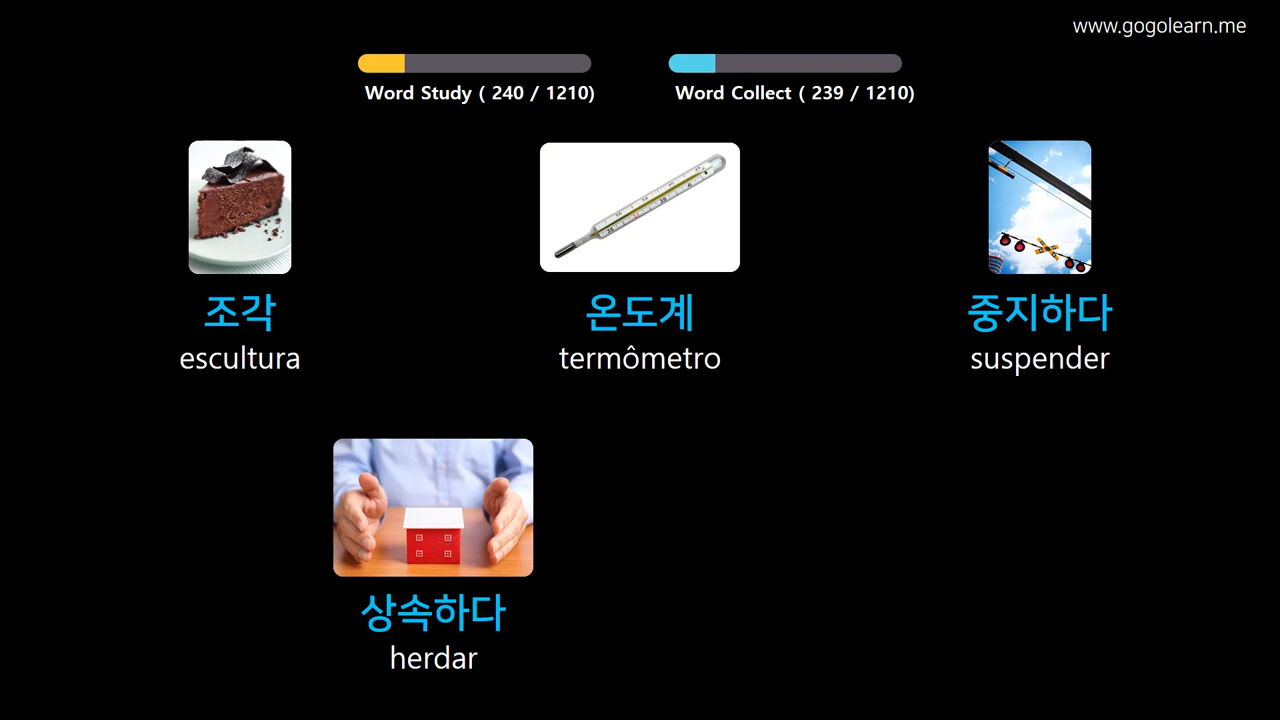 www.gogolearn.me
Word Study ( 240 / 1210)
Word Collect ( 239 / 1210)
조각
escultura
온도계
termômetro
중지하다
suspender
상속하다
herdar